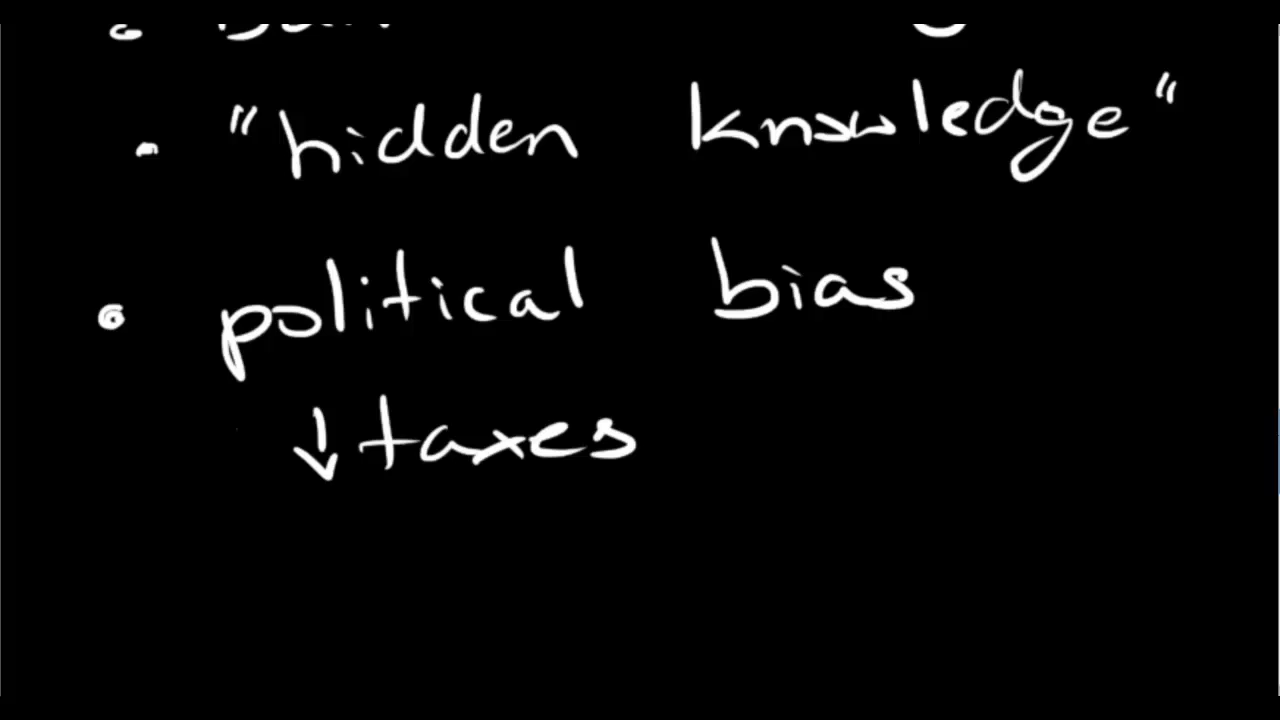 • "hidden knowledge"
• political bias
↓ taxes